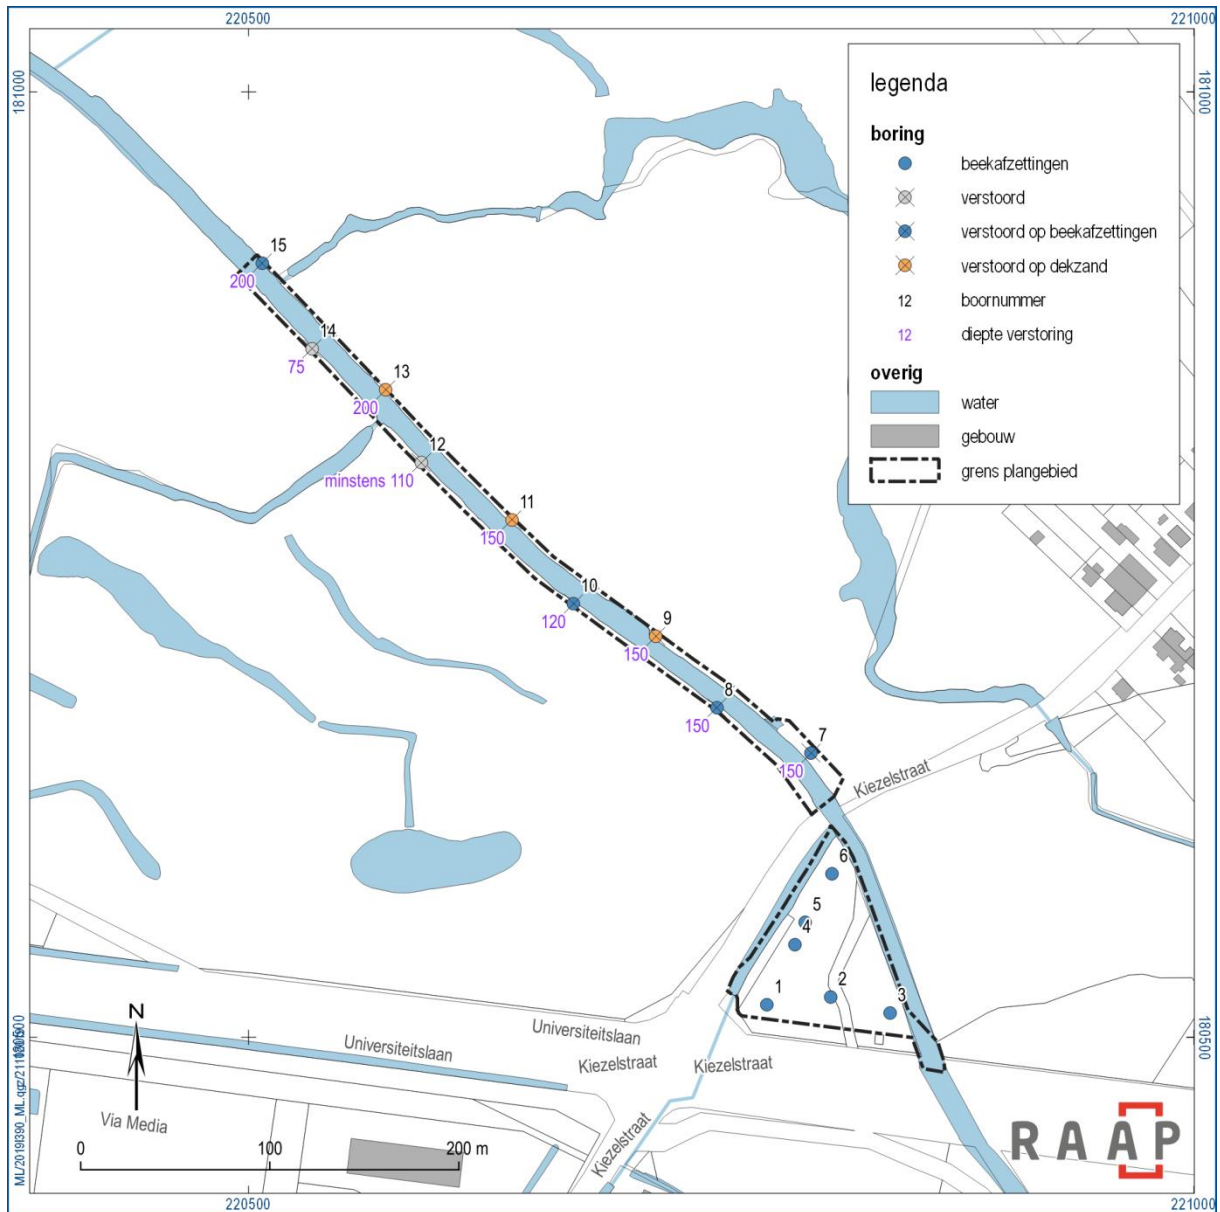 220500
221000
181000
181000
legenda
boring
beekafzettingen
verstoord
verstoord op beekafzettingen
verstoord op dekzand
12 boornummer
12 diepte verstoring
overig
water
gebouw
grens plangebied
15
200
14
75
13
200
12
minstens 110
11
150
10
120
9
150
8
150
7
150
Kiezelstraat
6
5
4
1
2
3
180500
180500
N
Universiteitslaan
Universiteitslaan
Kiezelstraat
Kiezelstraat
Kiezelstraat
Via Media
0 100 200 m
RAAP
220500
221000